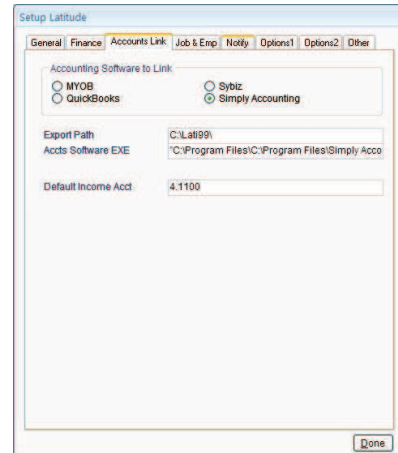 Setup Latitude
General Finance Accounts Link Job & Emp Notify Options1 Options2 Other
Accounting Software to Link
MYOB Sybiz
QuickBooks Simply Accounting
Export Path C:\Lati99\
Accts Software EXE "C:\Program Files\C:\Program Files\Simply Acco
Default Income Acct 4.1100
Done